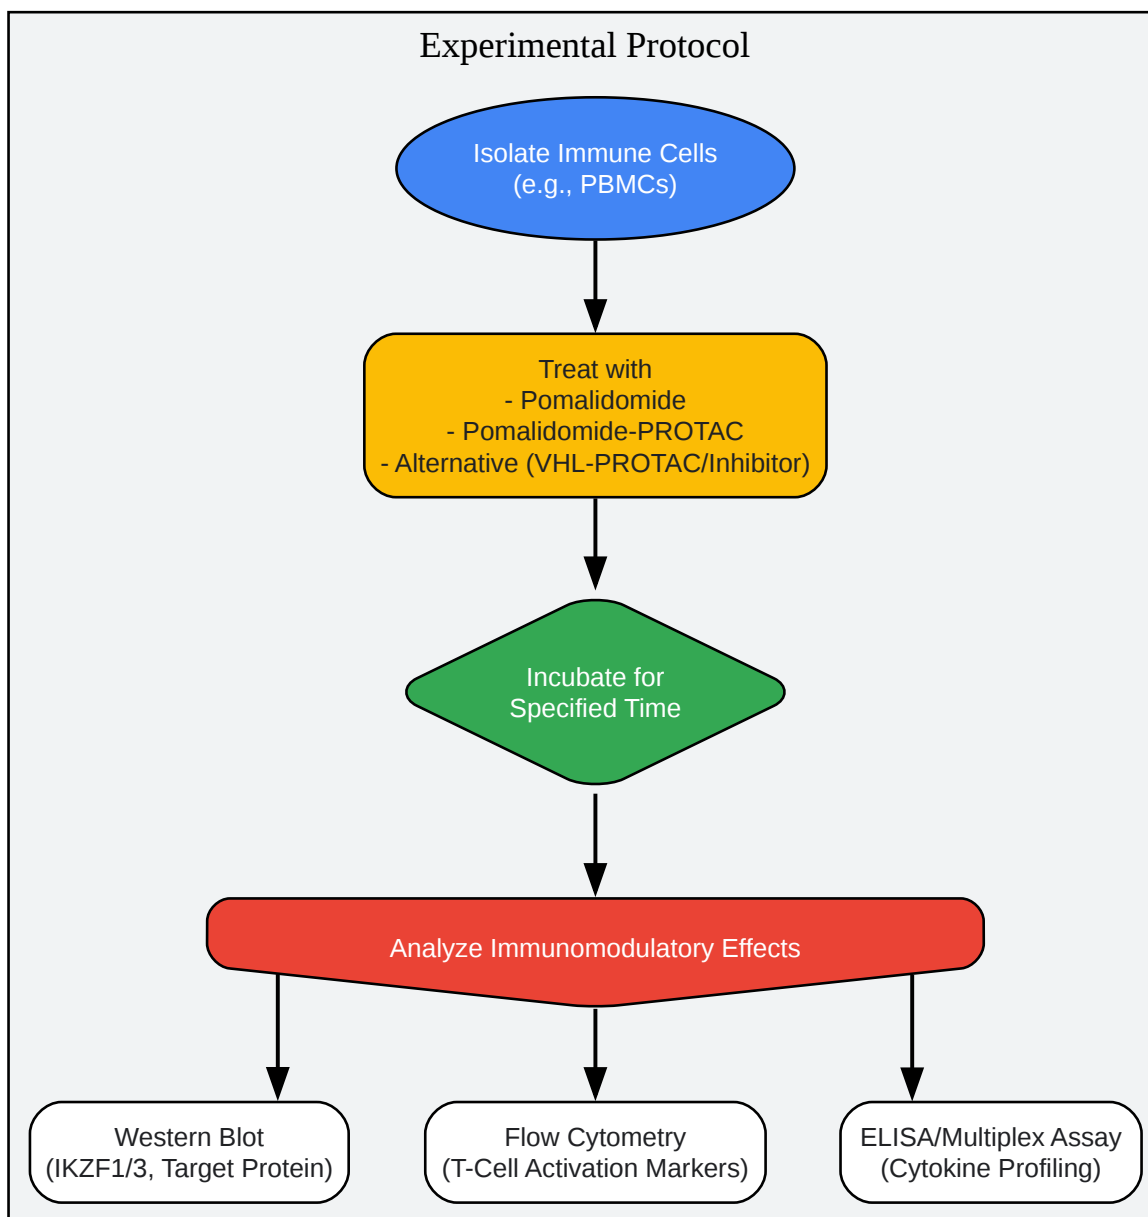 Experimental Protocol
Isolate Immune Cells
(e.g., PBMCs)
Treat with
- Pomalidomide
- Pomalidomide-PROTAC
- Alternative (VHL-PROTAC/Inhibitor)
Incubate for
Specified Time
Analyze Immunomodulatory Effects
Western Blot
(IKZF1/3, Target Protein)
Flow Cytometry
(T-Cell Activation Markers)
ELISA/Multiplex Assay
(Cytokine Profiling)